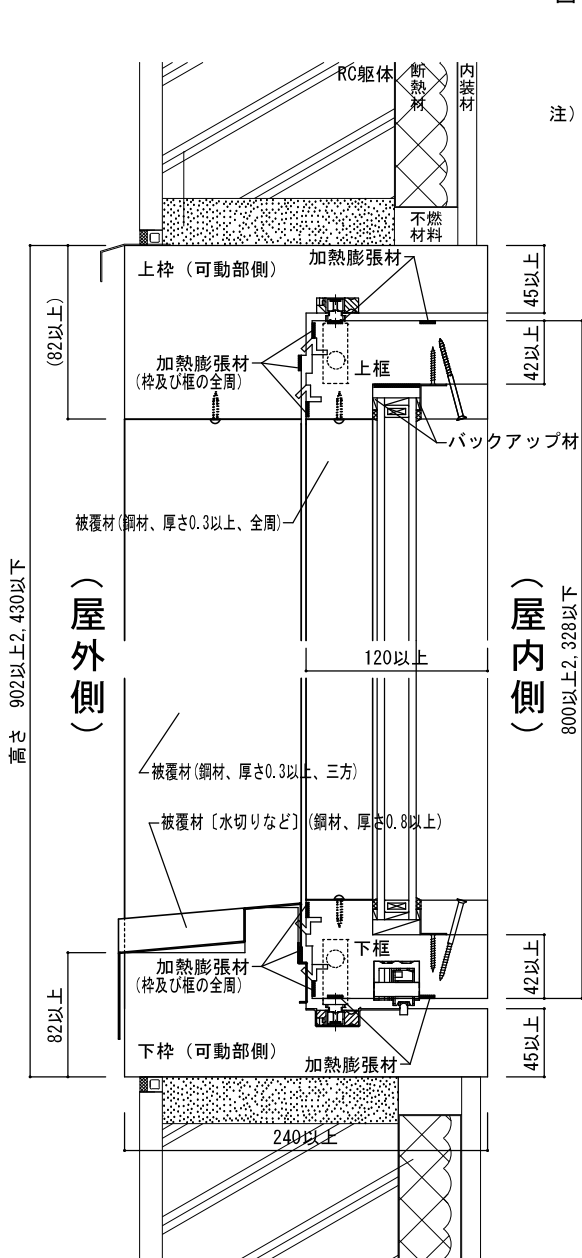 RC躯体
断熱材
内装材
注）
不燃
材料
上枠（可動部側）
加熱膨張材
45以上
(82以上)
42以上
加熱膨張材
(枠及び框の全周)
上框
バックアップ材
被覆材(鋼材、厚さ0.3以上、全周)
高さ 902以上2,430以下
（屋外側）
（屋内側）
800以上2,328以下
120以上
被覆材(鋼材、厚さ0.3以上、三方)
被覆材〔水切りなど〕(鋼材、厚さ0.8以上)
下框
加熱膨張材
(枠及び框の全周)
42以上
82以上
下枠（可動部側）
加熱膨張材
45以上
240以上